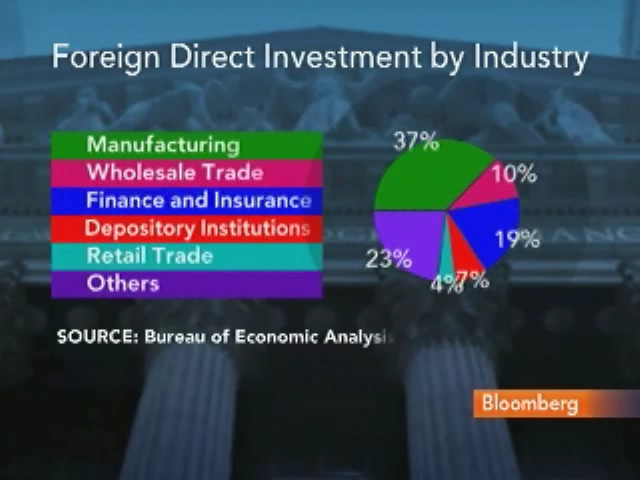 Foreign Direct Investment by Industry
Manufacturing
Wholesale Trade
Finance and Insurance
Depository Institutions
Retail Trade
Others
37%
10%
19%
7%
4%
23%
SOURCE: Bureau of Economic Analysis
Bloomberg